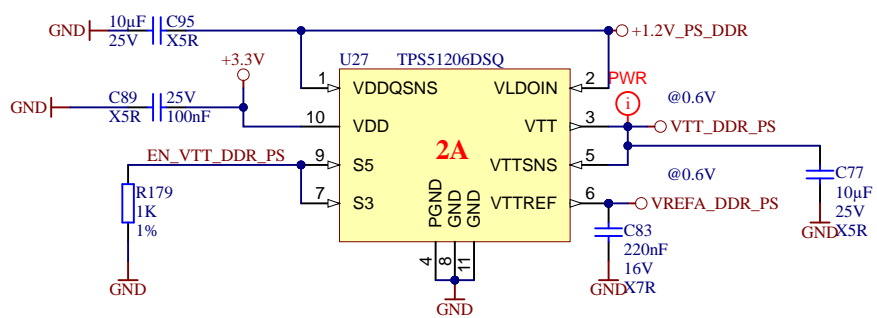 10µF
C95
GND
25V
X5R
+1.2V_PS_DDR
+3.3V
U27
TPS51206DSQ
PWR
i
1
VDDQSNS
VLDOIN
2
@0.6V
C89
25V
GND
X5R
100nF
10
VDD
VTT
3
VTT_DDR_PS
2A
EN_VTT_DDR_PS
9
S5
VTTSNS
5
@0.6V
C77
10µF
25V
X5R
GND
R179
1K
1%
7
S3
PGND
GND
GND
VTTREF
6
VREFA_DDR_PS
C83
220nF
16V
X7R
GND
4
8
11
GND
GND